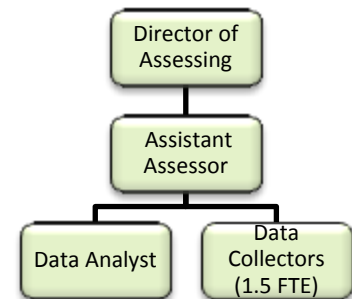 Director of
Assessing
Assistant
Assessor
Data Analyst
Data
Collectors
(1.5 FTE)